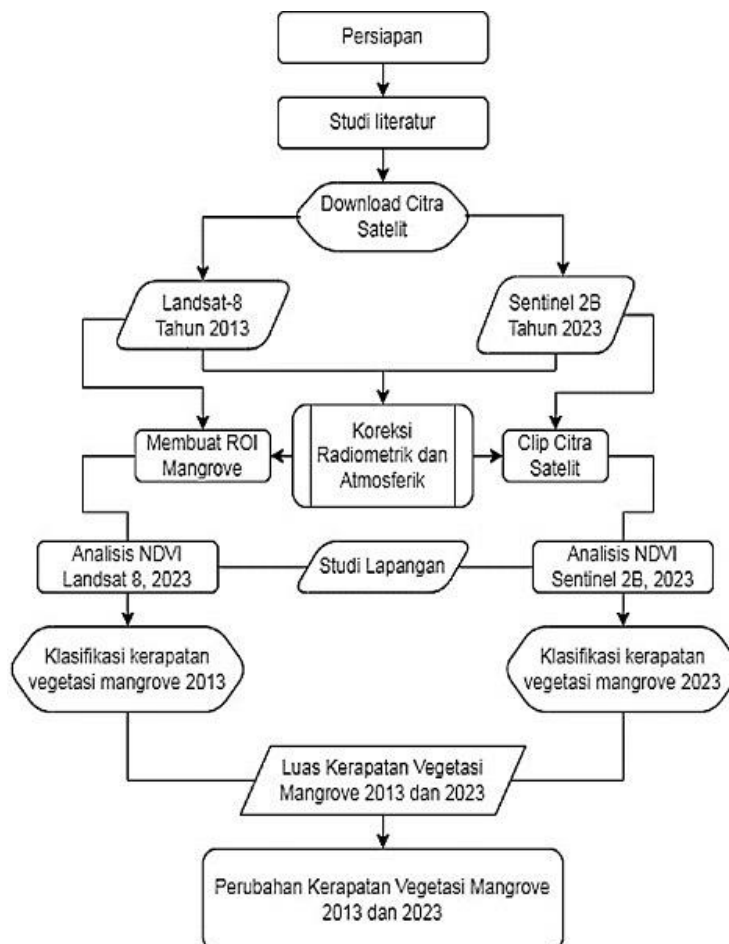 Persiapan
Studi literatur
Download Citra
Satelit
Landsat-8
Tahun 2013
Sentinel 2B
Tahun 2023
Membuat ROI
Mangrove
Koreksi
Radiometrik dan
Atmosferik
Clip Citra
Satelit
Analisis NDVI
Landsat 8, 2023
Studi Lapangan
Analisis NDVI
Sentinel 2B, 2023
Klasifikasi kerapatan
vegetasi mangrove 2013
Klasifikasi kerapatan
vegetasi mangrove 2023
Luas Kerapatan Vegetasi
Mangrove 2013 dan 2023
Perubahan Kerapatan Vegetasi Mangrove
2013 dan 2023